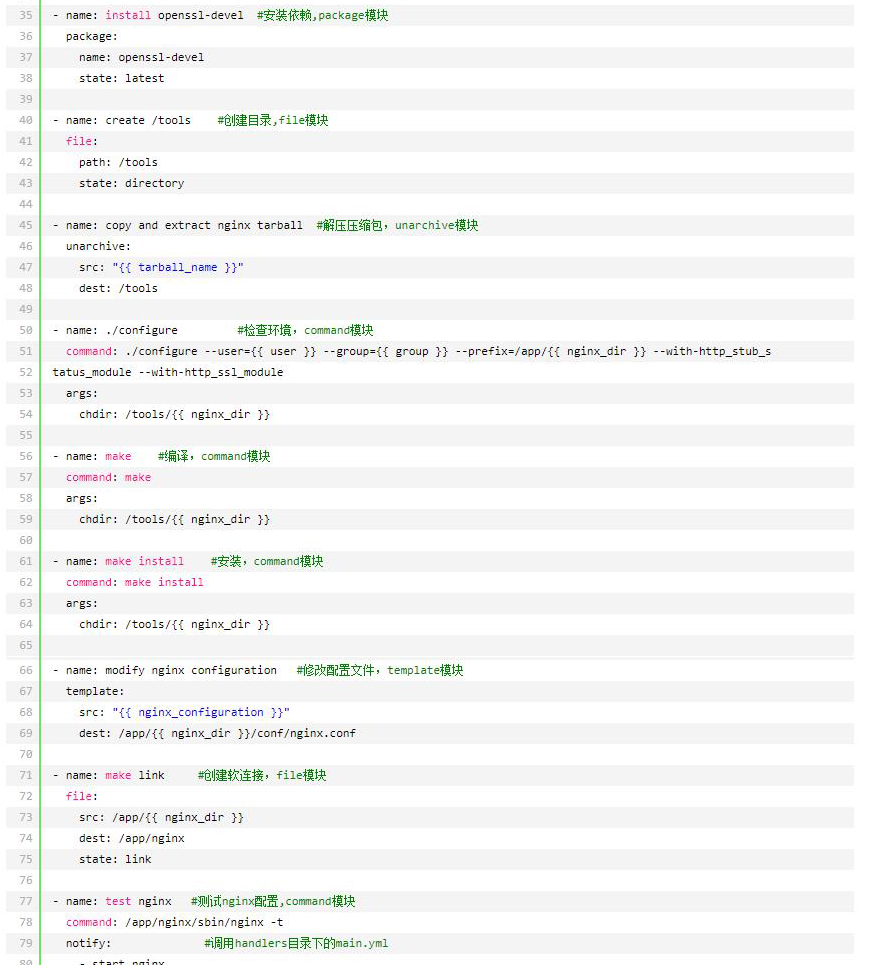 35 - name: install openssl-devel  #安装依赖,package模块
36   package:
37     name: openssl-devel
38     state: latest
39
40 - name: create /tools    #创建目录,file模块
41   file:
42     path: /tools
43     state: directory
44
45 - name: copy and extract nginx tarball  #解压压缩包，unarchive模块
46   unarchive:
47     src: "{{ tarball_name }}"
48     dest: /tools
49
50 - name: ./configure         #检查环境，command模块
51   command: ./configure --user={{ user }} --group={{ group }} --prefix=/app/{{ nginx_dir }} --with-http_stub_s
52 tatus_module --with-http_ssl_module
53   args:
54     chdir: /tools/{{ nginx_dir }}
55
56 - name: make    #编译，command模块
57   command: make
58   args:
59     chdir: /tools/{{ nginx_dir }}
60
61 - name: make install    #安装，command模块
62   command: make install
63   args:
64     chdir: /tools/{{ nginx_dir }}
65
66 - name: modify nginx configuration   #修改配置文件，template模块
67   template:
68     src: "{{ nginx_configuration }}"
69     dest: /app/{{ nginx_dir }}/conf/nginx.conf
70
71 - name: make link     #创建软连接，file模块
72   file:
73     src: /app/{{ nginx_dir }}
74     dest: /app/nginx
75     state: link
76
77 - name: test nginx   #测试nginx配置,command模块
78   command: /app/nginx/sbin/nginx -t
79   notify:              #调用handlers目录下的main.yml
80     - start nginx